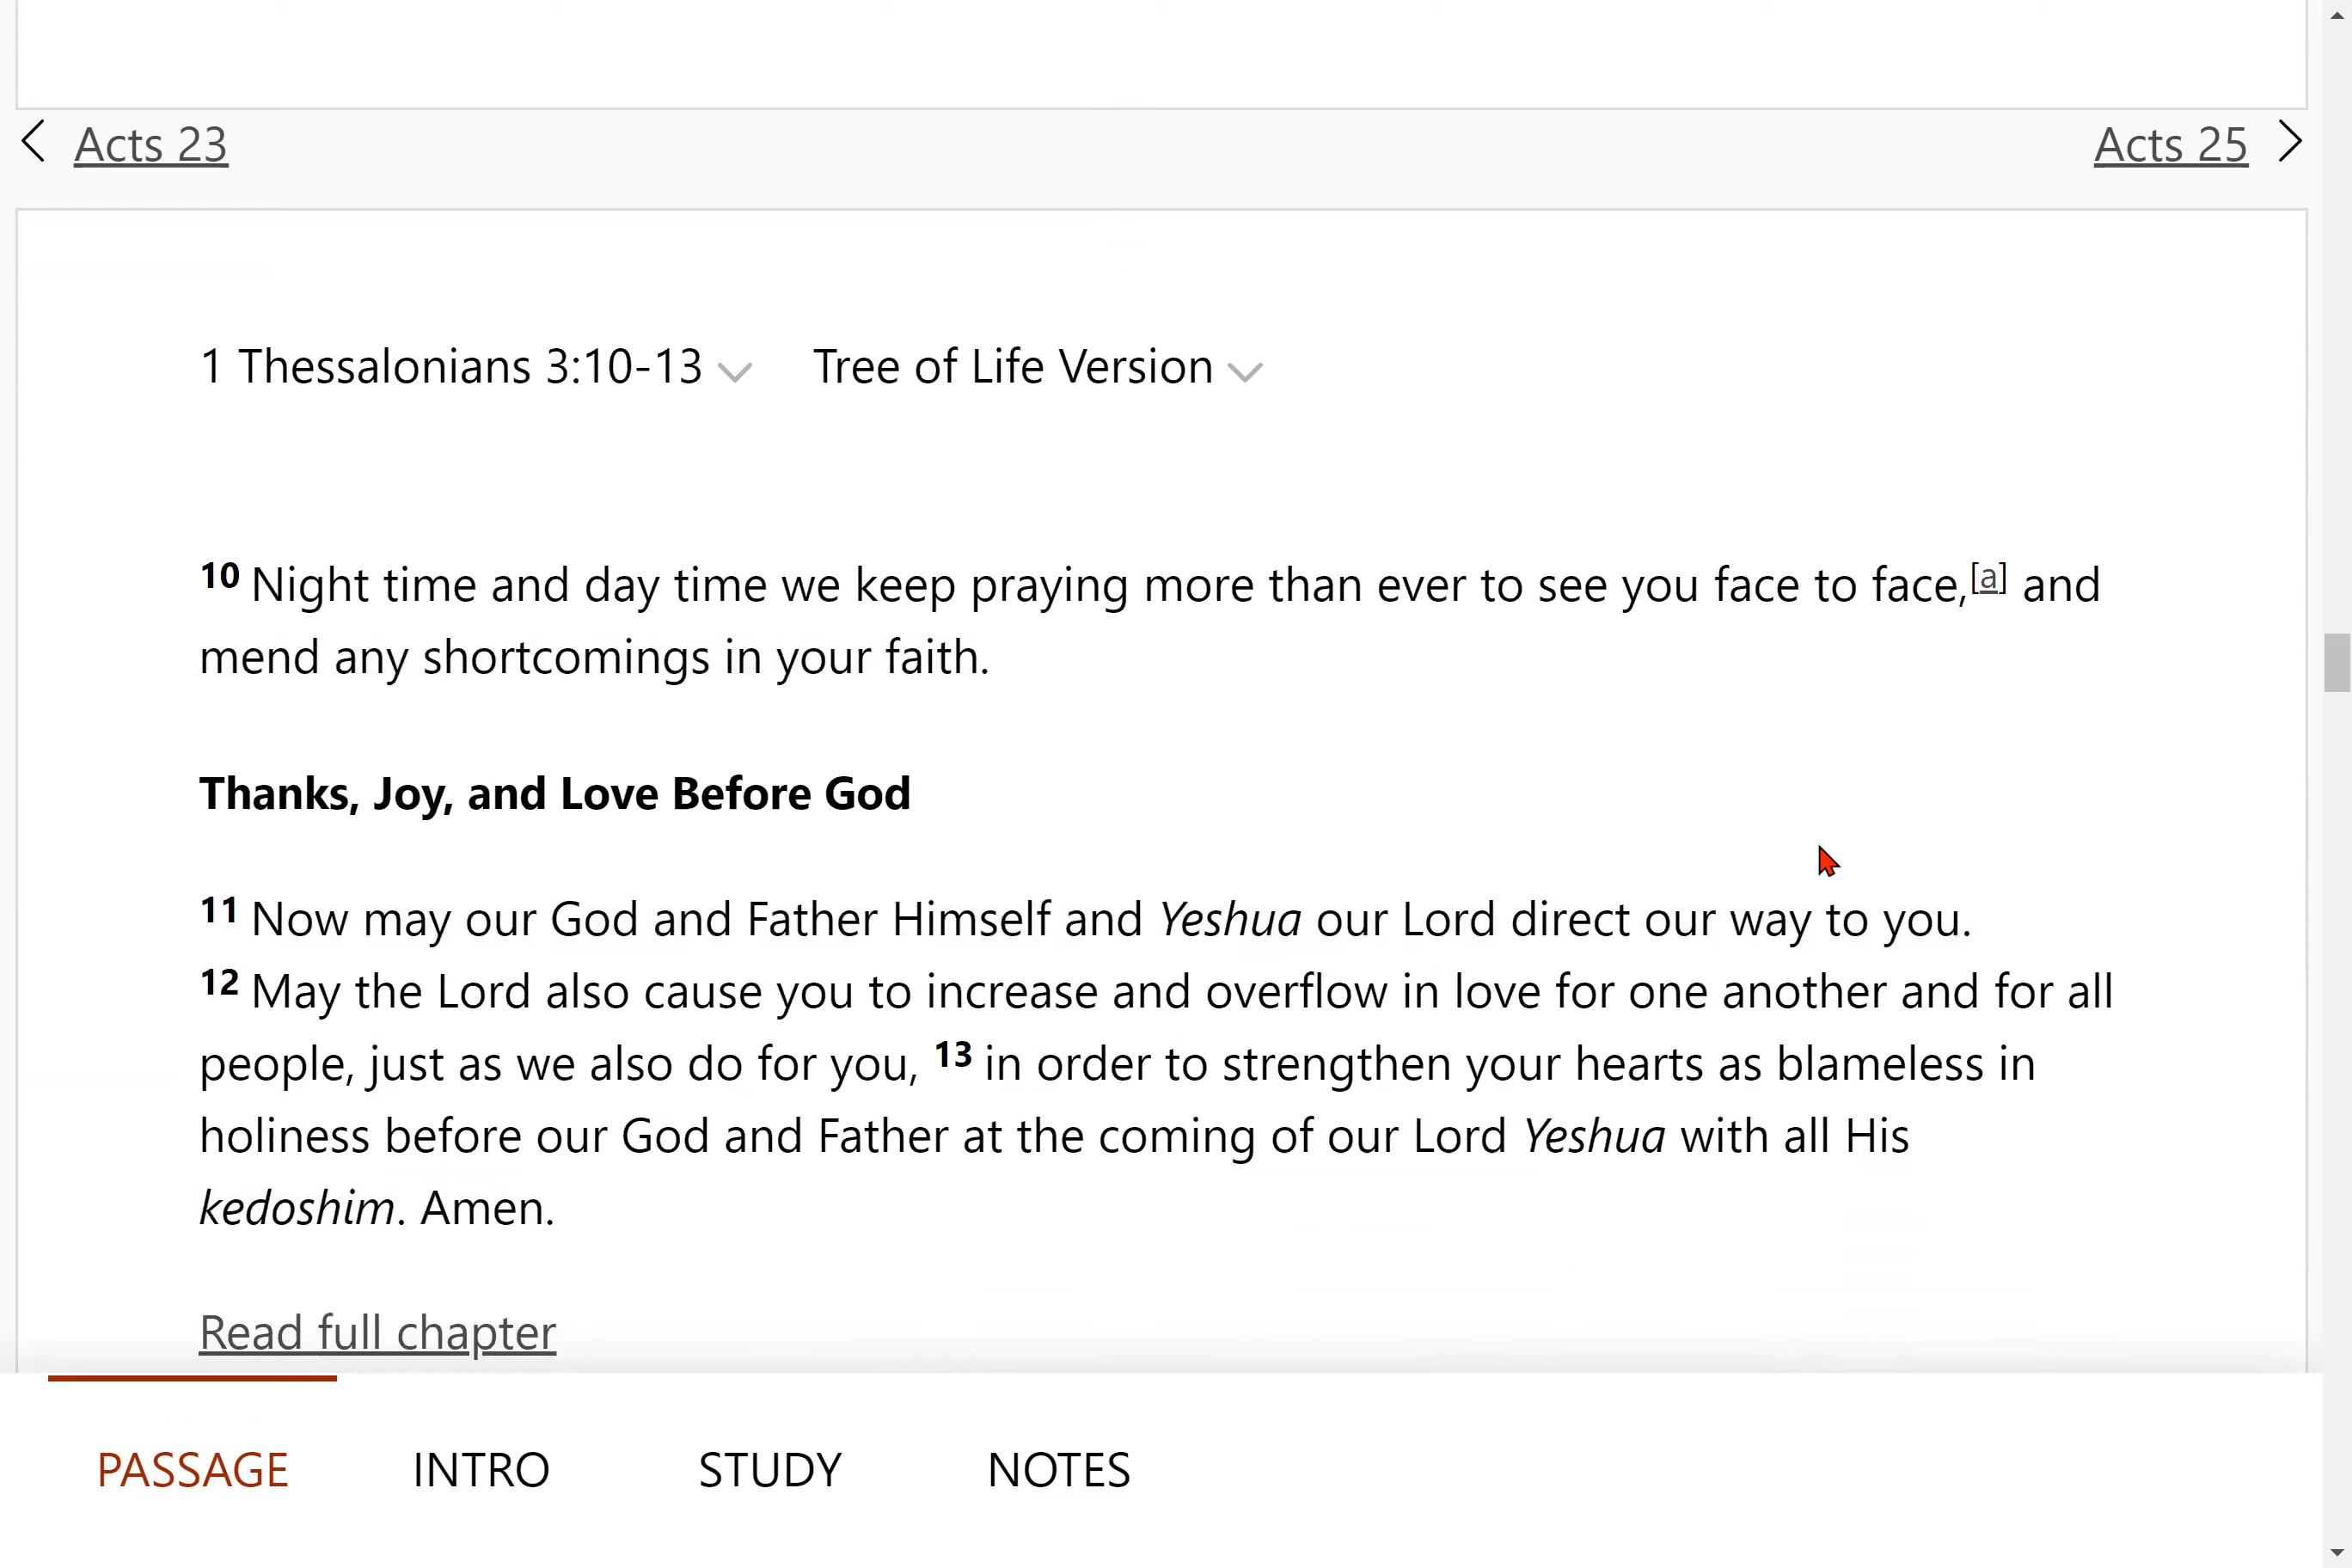 Acts 23 Acts 25
1 Thessalonians 3:10-13 Tree of Life Version
10 Night time and day time we keep praying more than ever to see you face to face,[a] and
mend any shortcomings in your faith.
Thanks, Joy, and Love Before God
11 Now may our God and Father Himself and Yeshua our Lord direct our way to you.
12 May the Lord also cause you to increase and overflow in love for one another and for all
people, just as we also do for you, 13 in order to strengthen your hearts as blameless in
holiness before our God and Father at the coming of our Lord Yeshua with all His
kedoshim. Amen.
Read full chapter
PASSAGE INTRO STUDY NOTES